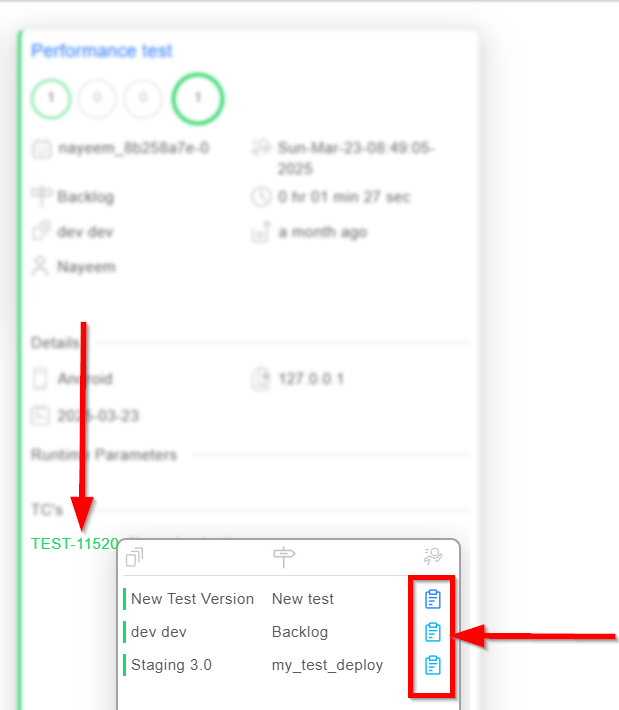 Performance test
1 0 0 1
nayeem_8b258a7e-0 Sun-Mar-23-08:49:05-
2025
Backlog 0 hr 01 min 27 sec
dev dev a month ago
Nayeem
Details
Android 127.0.0.1
2025-03-23
Runtime Parameters
TC's
TEST-11520
New Test Version New test
dev dev Backlog
Staging 3.0 my_test_deploy